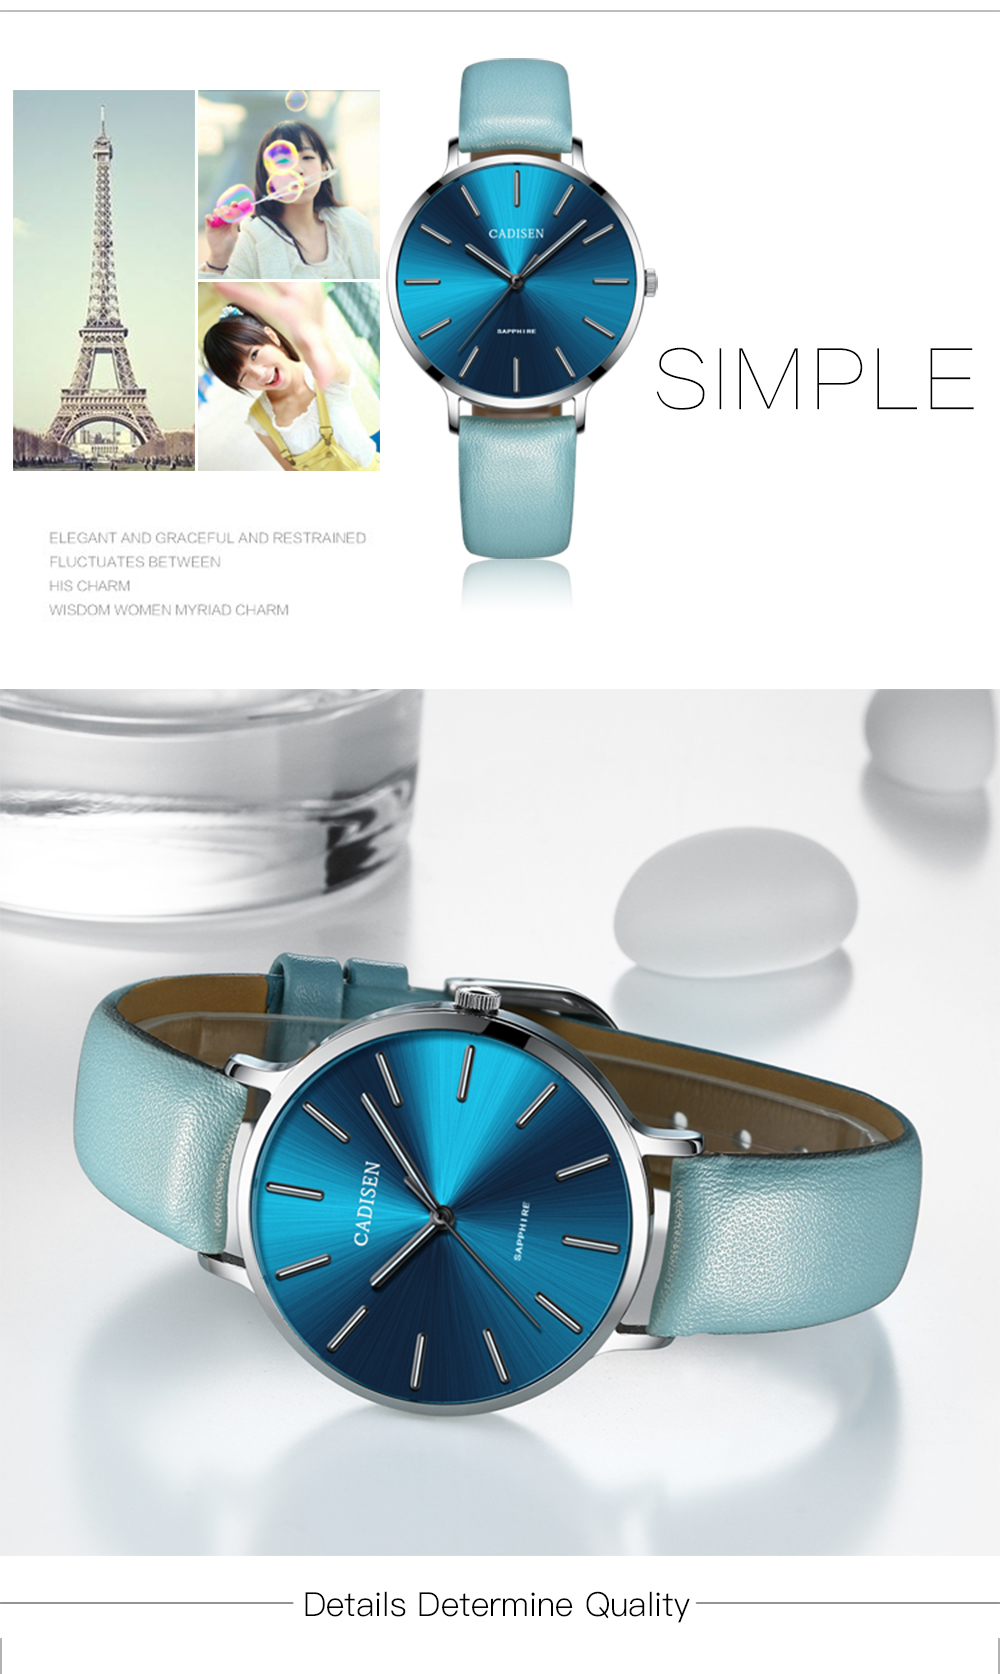 CADISEN
SAPPHIRE
SIMPLE
ELEGANT AND GRACEFUL AND RESTRAINED
FLUCTUATES BETWEEN
HIS CHARM
WISDOM WOMEN MYRIAD CHARM
CADISEN
SAPPHIRE
Details Determine Quality